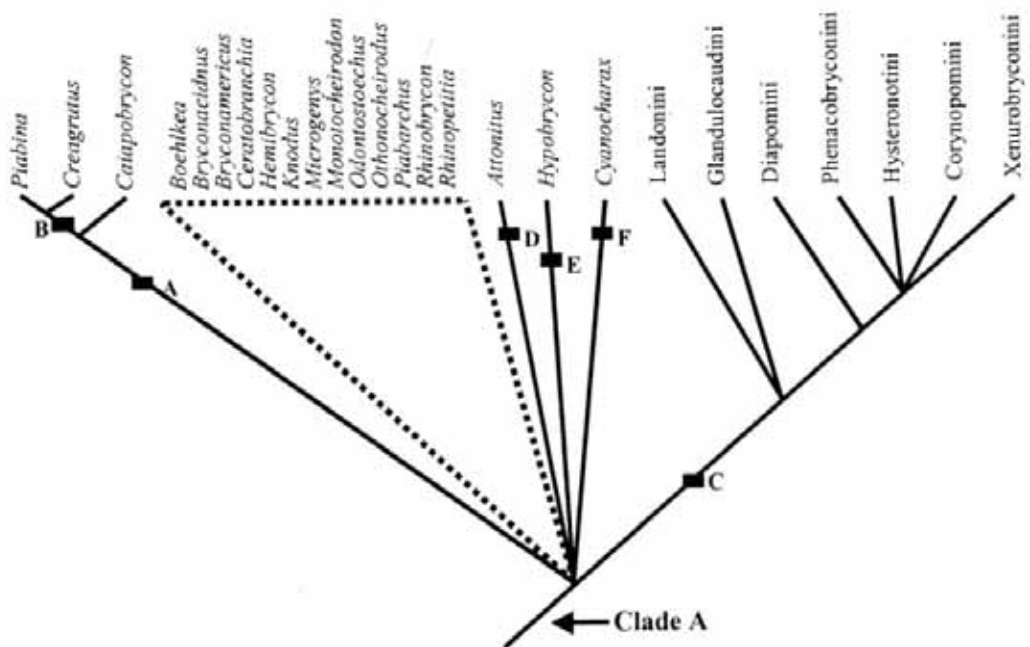 Piabina
Creagrutus
Caiapobrycon
Boehlkea
Bryconacidnus
Bryconamericus
Ceratobranchia
Hemibrycon
Knodus
Microgenys
Monotocheirodon
Odontostoechus
Othonocheirodus
Piabarchus
Rhinobrycon
Rhinopetitia
Attonitus
Hypobrycon
Cyanocharax
Laudonini
Glandulocaudini
Diapomini
Phenacobryconini
Hysteronotini
Corynopomini
Xenurobryconini
B
A
D
E
F
C
Clade A